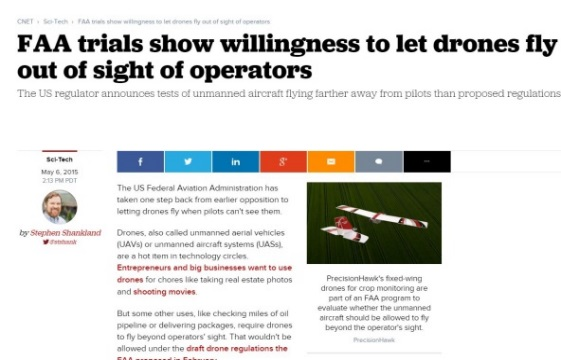 CNET › Sci-Tech › FAA trials show willingness to let drones fly out of sight of operators
FAA trials show willingness to let drones fly
out of sight of operators
The US regulator announces tests of unmanned aircraft flying farther away from pilots than proposed regulations
Sci-Tech
May 6, 2015
2:13 PM PDT
by Stephen Shankland
@stshank
The US Federal Aviation Administration has
taken one step back from earlier opposition to
letting drones fly when pilots can't see them.
Drones, also called unmanned aerial vehicles
(UAVs) or unmanned aircraft systems (UASs),
are a hot item in technology circles.
Entrepreneurs and big businesses want to use
drones for chores like taking real estate photos
and shooting movies.
But some other uses, like checking miles of oil
pipeline or delivering packages, require drones
to fly beyond operators' sight. That wouldn't be
allowed under the draft drone regulations the
FAA proposed in February.
PrecisionHawk's fixed-wing
drones for crop monitoring are
part of an FAA program to
evaluate whether the unmanned
aircraft should be allowed to fly
beyond the operator's sight.
PrecisionHawk